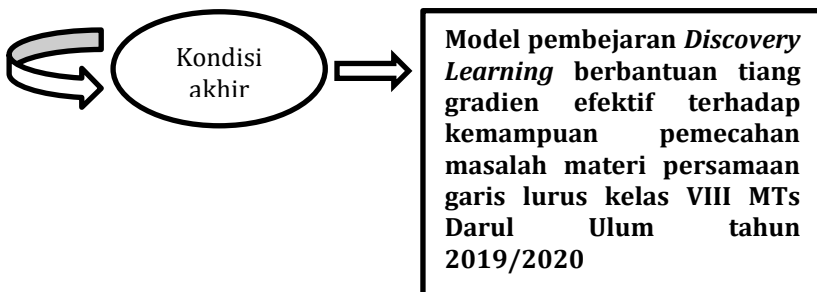 Kondisi
akhir
Model pembejaran Discovery
Learning berbantuan tiang
gradien efektif terhadap
kemampuan pemecahan
masalah materi persamaan
garis lurus kelas VIII MTs
Darul Ulum tahun
2019/2020